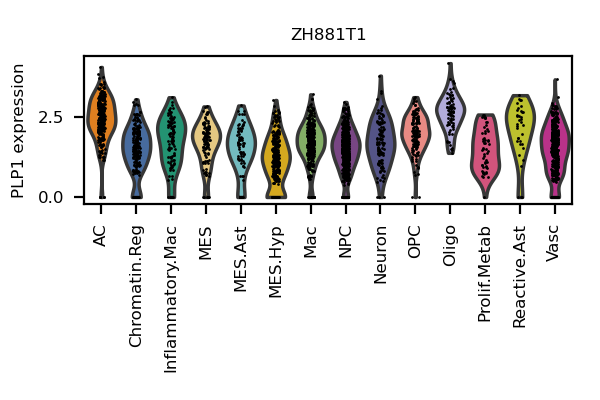 ZH881T1
PLP1 expression
2.5
0.0
AC
Chromatin.Reg
Inflammatory.Mac
MES
MES.Ast
MES.Hyp
Mac
NPC
Neuron
OPC
Oligo
Prolif.Metab
Reactive.Ast
Vasc